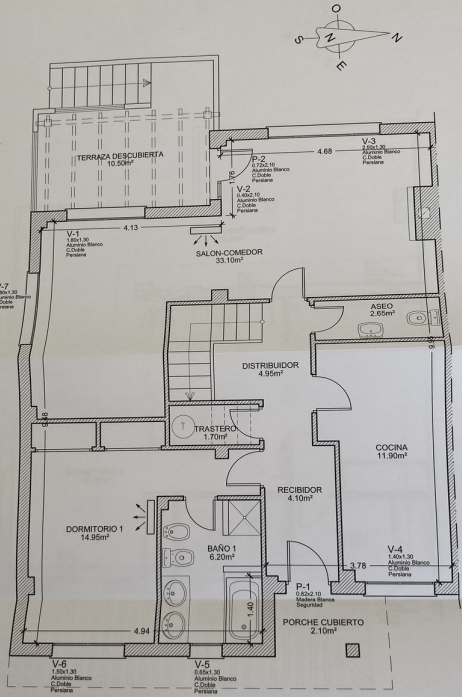 O
S
N
N
E
TERRAZA DESCUBIERTA
10.50m²
P-2
0.72x2.10
Aluminio Blanco
C.Doble
Persiana
4.68
V-3
Aluminio Blanco
C.Doble
Persiana
1.76
V-2
0.40x2.10
Aluminio Blanco
C.Doble
Persiana
V-1
1.80x1.30
Aluminio Blanco
C.Doble
Persiana
4.13
SALON-COMEDOR
33.10m²
V-7
Aluminio Blanco
C.Doble
Persiana
ASEO
2.65m²
DISTRIBUIDOR
4.95m²
TRASTERO
1.70m²
COCINA
11.90m²
RECIBIDOR
4.10m²
DORMITORIO 1
14.95m²
BAÑO 1
6.20m²
3.78
V-4
1.40x1.30
Aluminio Blanco
C.Doble
Persiana
P-1
0.82x2.10
Madera Blanca
Seguridad
1.40
PORCHE CUBIERTO
2.10m²
4.94
V-6
1.50x1.30
Aluminio Blanco
C.Doble
Persiana
V-5
0.65x1.30
Aluminio Blanco
C.Doble
Persiana